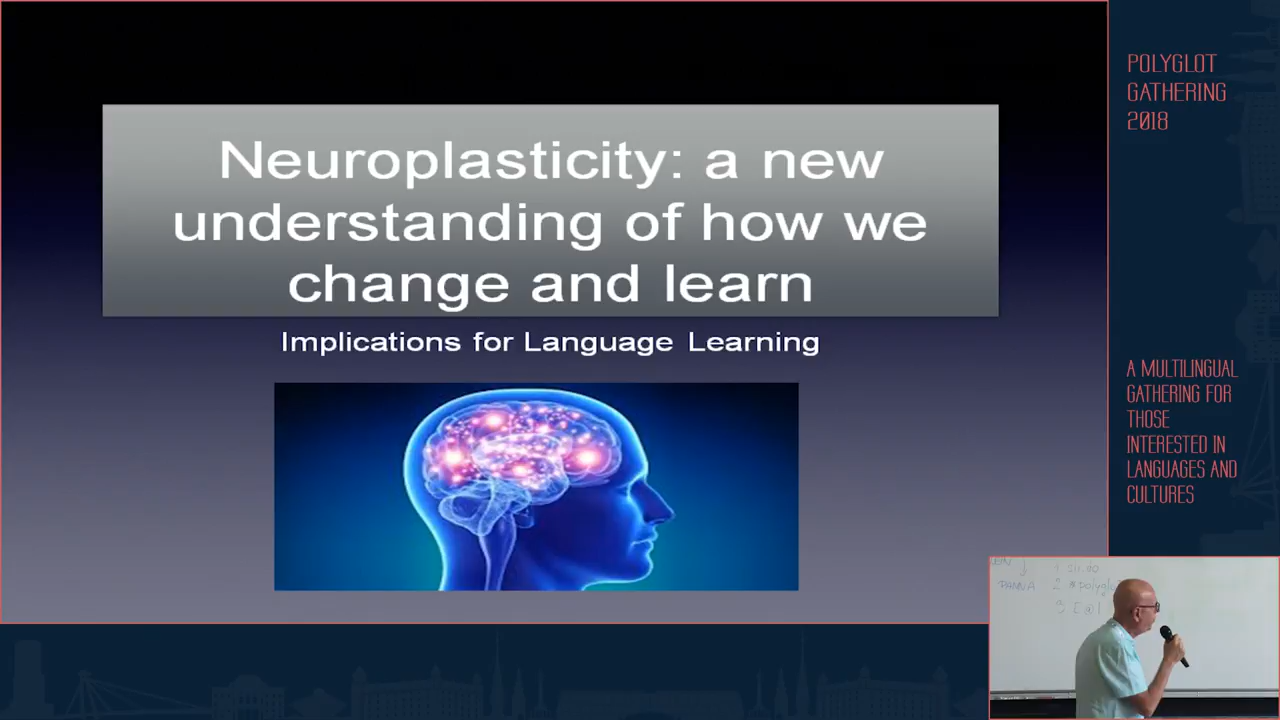 Neuroplasticity: a new
understanding of how we
change and learn
Implications for Language Learning
POLYGLOT
GATHERING
2018
A MULTILINGUAL
GATHERING FOR
THOSE
INTERESTED IN
LANGUAGES AND
CULTURES